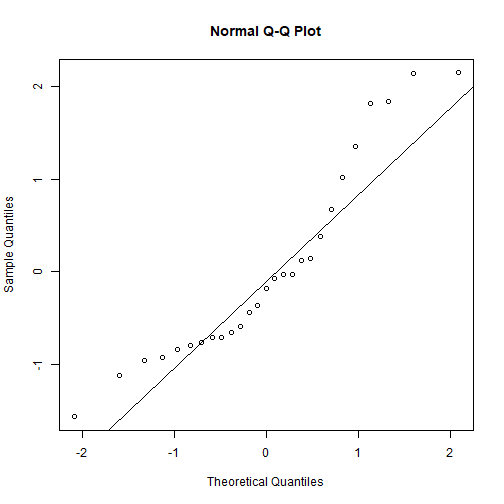 Normal Q-Q Plot
2
1
0
-1
Sample Quantiles
-2 -1 0 1 2
Theoretical Quantiles